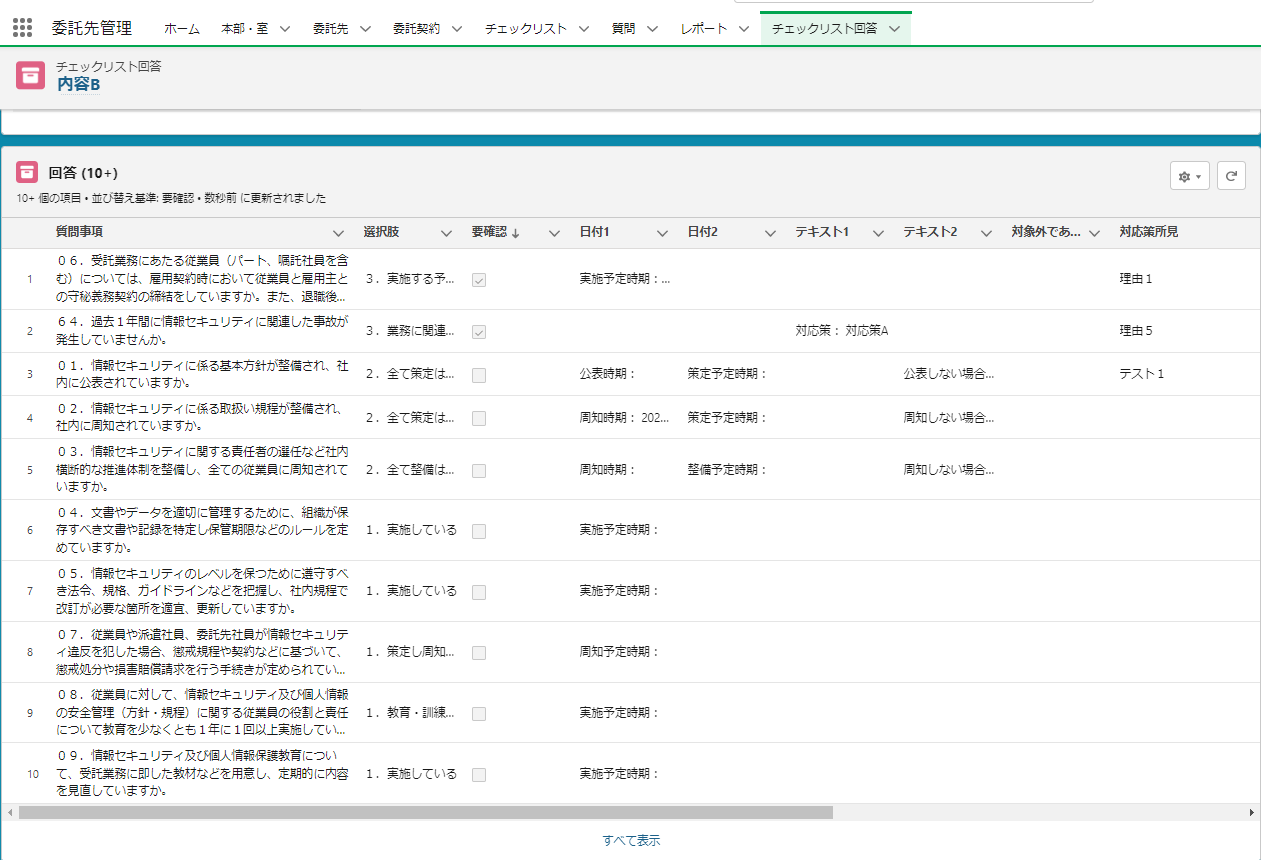 委託先管理 ホーム 本部・室 委託先 委託契約 チェックリスト 質問 レポート チェックリスト回答
チェックリスト回答
内容B
回答 (10+)
10+ 個の項目 • 並び替え基準: 要確認 • 数秒前 に更新されました
質問事項 選択肢 要確認 ↓ 日付1 日付2 テキスト1 テキスト2 対象外であ... 対応策所見
1 ０６．受託業務にあたる従業員（パート、嘱託社員を含
む）については、雇用契約時において従業員と雇用主と
の守秘義務契約の締結をしていますか。また、退職後...
3．実施する予... 実施予定時期：... 理由１
2 ６４．過去１年間に情報セキュリティに関連した事故が
発生していませんか。
3．業務に関連... 対応策： 対応策A 理由５
3 ０１．情報セキュリティに係る基本方針が整備され、社
内に公表されていますか。
2．全て策定は... 公表時期： 策定予定時期： 公表しない場合... テスト１
4 ０２．情報セキュリティに係る取扱い規程が整備され、
社内に周知されていますか。
2．全て策定は... 周知時期： 202... 策定予定時期： 周知しない場合...
5 ０３．情報セキュリティに関する責任者の選任など社内
横断的な推進体制を整備し、全ての従業員に周知されて
いますか。
2．全て整備は... 周知時期： 整備予定時期： 周知しない場合...
6 ０４．文書やデータを適切に管理するために、組織が保
存すべき文書や記録を特定し保管期限などのルールを定
めていますか。
1．実施している 実施予定時期：
7 ０５．情報セキュリティのレベルを保つために遵守すべ
き法令、規格、ガイドラインなどを把握し、社内規程で
改訂が必要な箇所を適宜、更新していますか。
1．実施している 実施予定時期：
8 ０７．従業員や派遣社員、委託先社員が情報セキュリテ
ィ違反を犯した場合、懲戒規程や契約などに基づいて、
懲戒処分や損害賠償請求を行う手続きが定められてい...
1．策定し周知... 周知予定時期：
9 ０８．従業員に対して、情報セキュリティ及び個人情報
の安全管理（方針・規程）に関する従業員の役割と責任
について教育を少なくとも１年に１回以上実施してい...
1．教育・訓練... 実施予定時期：
10 ０９．情報セキュリティ及び個人情報保護教育につい
て、受託業務に即した教材などを用意し、定期的に内容
を見直していますか。
1．実施している 実施予定時期：
すべて表示